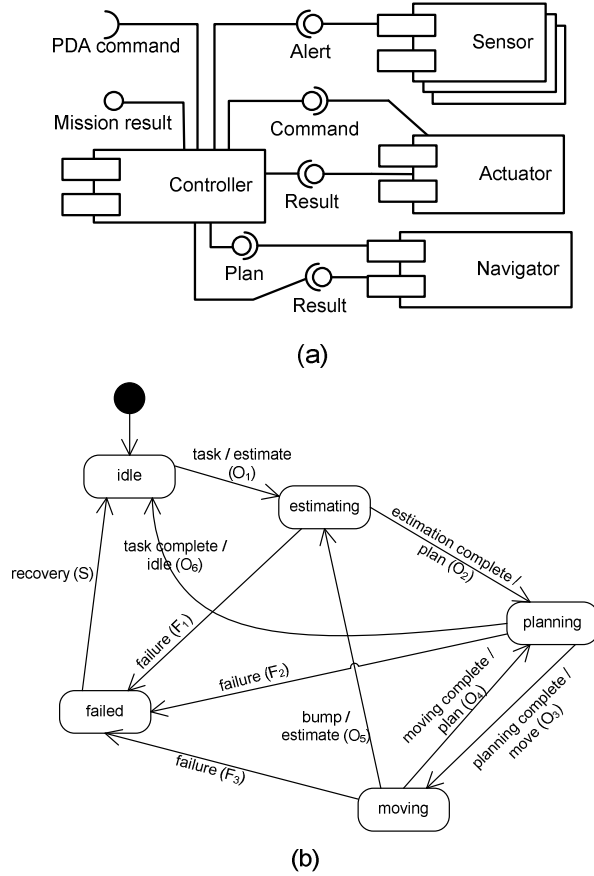 PDA command
Alert
Sensor
Mission result
Command
Controller
Actuator
Result
Plan
Navigator
Result
(a)
idle
task / estimate
(O1)
estimating
estimation complete /
plan (O2)
task complete /
idle (O6)
recovery (S)
planning
failure (F1)
failure (F2)
failed
bump /
estimate (O5)
moving complete /
plan (O4)
planning complete /
move (O3)
failure (F3)
moving
(b)